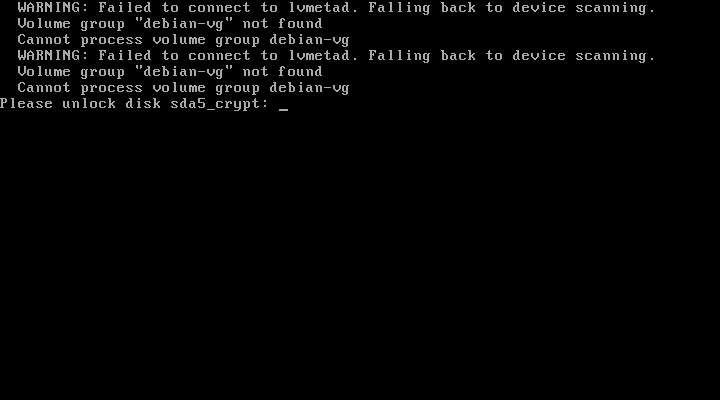 WARNING: Failed to connect to lvmetad. Falling back to device scanning.
Volume group "debian-vg" not found
Cannot process volume group debian-vg
WARNING: Failed to connect to lvmetad. Falling back to device scanning.
Volume group "debian-vg" not found
Cannot process volume group debian-vg
Please unlock disk sda5_crypt: _